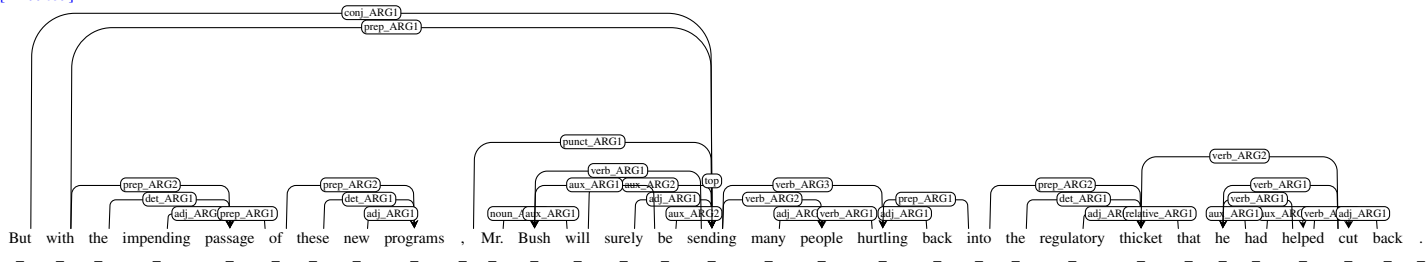 conj_ARG1
prep_ARG1
punct_ARG1
verb_ARG2
verb_ARG1
top
prep_ARG2 prep_ARG2 aux_ARG1 aux_ARG2 verb_ARG3 prep_ARG2 verb_ARG1
det_ARG1 det_ARG1 adj_ARG1 verb_ARG2 prep_ARG1 det_ARG1 verb_ARG1
prep_ARG1 adj_ARG1 aux_ARG1 aux_ARG2 verb_ARG1 adj_ARG1 relative_ARG1 aux_ARG1 adj_ARG1
But with the impending passage of these new programs , Mr. Bush will surely be sending many people hurtling back into the regulatory thicket that he had helped cut back .